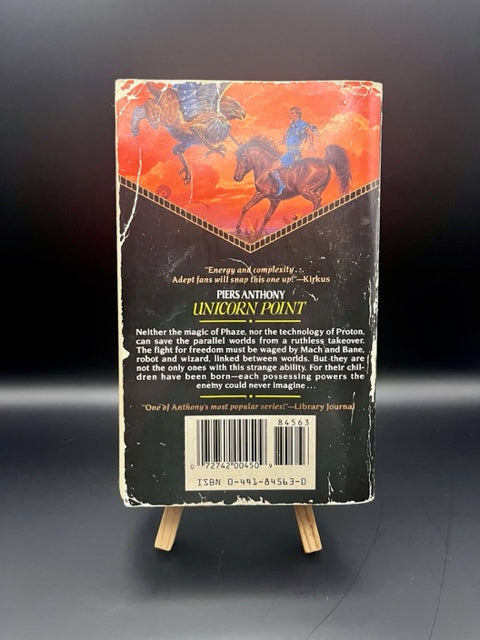 "Energy and complexity...
Adept fans will snap this one up!"—Kirkus
PIERS ANTHONY
UNICORN POINT
Neither the magic of Phaze, nor the technology of Proton,
can save the parallel worlds from a ruthless takeover.
The fight for freedom must be waged by Mach and Bane,
robot and wizard, linked between worlds. But they are
not the only ones with this strange ability. For their chil-
dren have been born—each possessing powers the
enemy could never imagine...
"One of Anthony's most popular series!"—Library Journal
84563
0 72742 00450 9
ISBN 0-491-84563-0